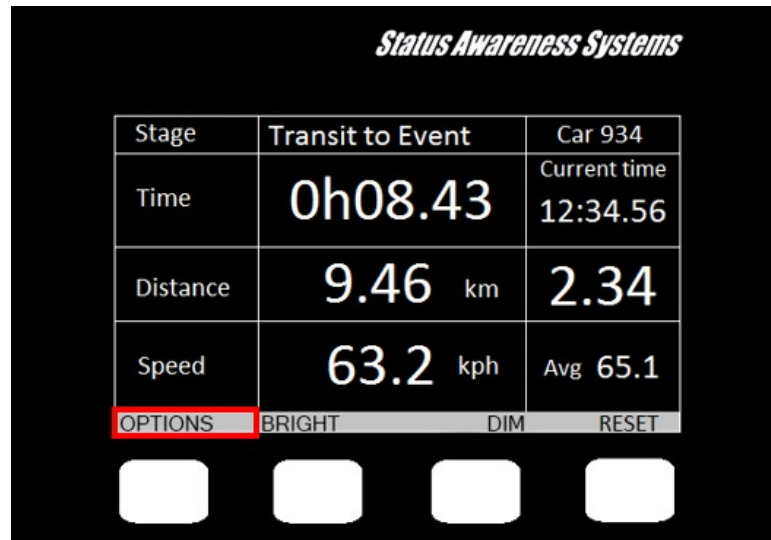 Status Awareness Systems
Stage Transit to Event Car 934
Time 0h08.43 Current time
12:34.56
Distance 9.46 km 2.34
Speed 63.2 kph Avg 65.1
OPTIONS BRIGHT DIM RESET